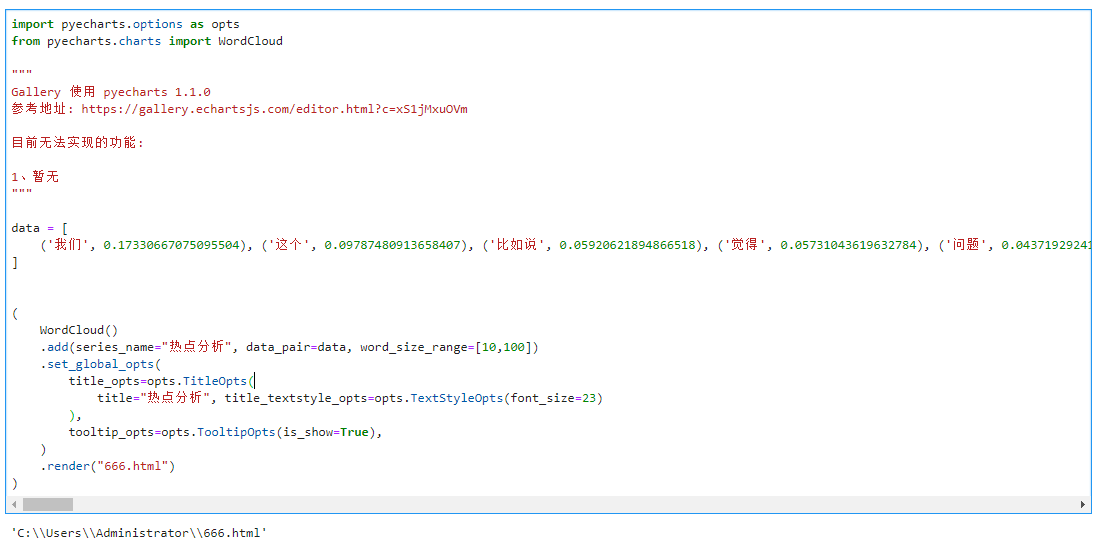 import pyecharts.options as opts
from pyecharts.charts import WordCloud
"""
Gallery 使用 pyecharts 1.1.0
参考地址: https://gallery.echartsjs.com/editor.html?c=xS1jMxuOVm
目前无法实现的功能:
1、暂无
"""
data = [
('我们', 0.17330667075095504), ('这个', 0.09787480913658407), ('比如说', 0.05920621894866518), ('觉得', 0.05731043619632784), ('问题', 0.04371929241
]
(
WordCloud()
.add(series_name="热点分析", data_pair=data, word_size_range=[10,100])
.set_global_opts(
title_opts=opts.TitleOpts(
title="热点分析", title_textstyle_opts=opts.TextStyleOpts(font_size=23)
),
tooltip_opts=opts.TooltipOpts(is_show=True),
)
.render("666.html")
)
'C:\\Users\\Administrator\\666.html'